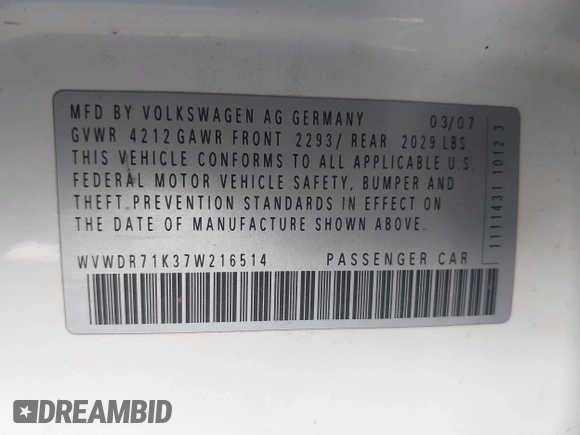 MFD BY VOLKSWAGEN AG GERMANY 03/07
GVWR 4212 GAWR FRONT 2293/ REAR 2029 LBS
THIS VEHICLE CONFORMS TO ALL APPLICABLE U.S.
FEDERAL MOTOR VEHICLE SAFETY, BUMPER AND
THEFT PREVENTION STANDARDS IN EFFECT ON
THE DATE OF MANUFACTURE SHOWN ABOVE.
WVWDR71K37W216514 PASSENGER CAR
1111431 1012 3
DREAMBID